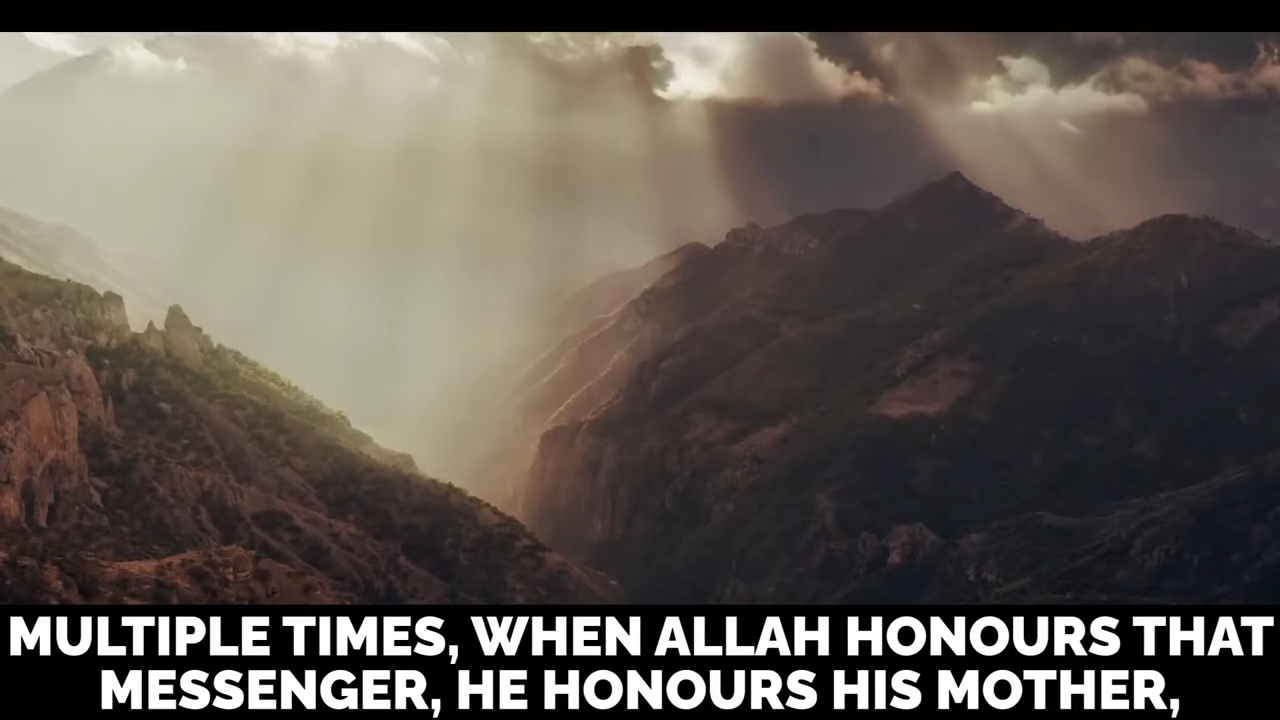 MULTIPLE TIMES, WHEN ALLAH HONOURS THAT
MESSENGER, HE HONOURS HIS MOTHER,